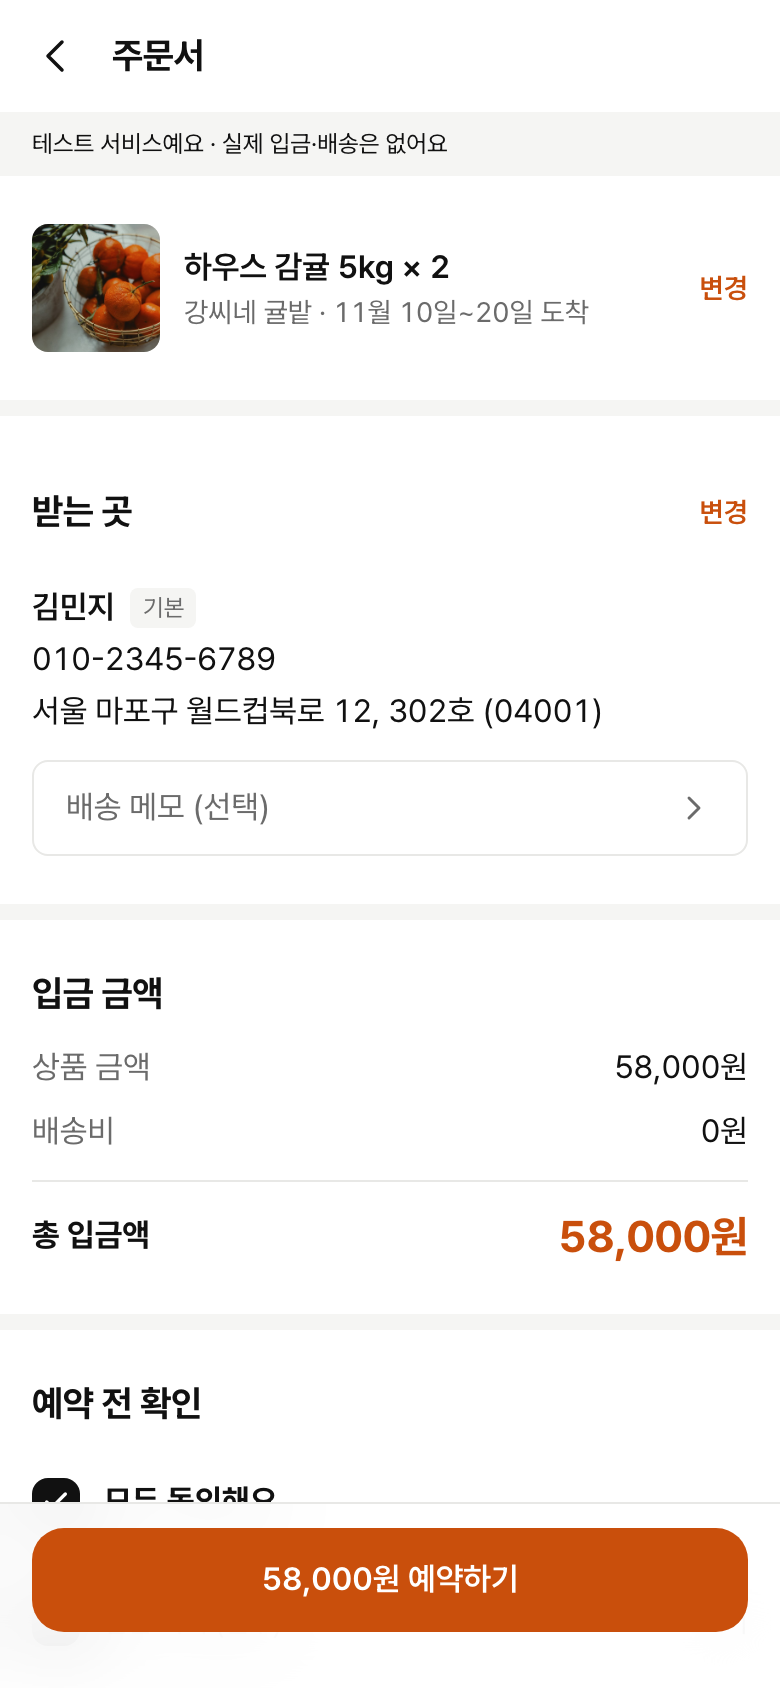 주문서
테스트 서비스예요 · 실제 입금·배송은 없어요
하우스 감귤 5kg × 2
강씨네 귤밭 · 11월 10일~20일 도착
변경
받는 곳
변경
김민지
기본
010-2345-6789
서울 마포구 월드컵북로 12, 302호 (04001)
배송 메모 (선택)
입금 금액
상품 금액
58,000원
배송비
0원
총 입금액
58,000원
예약 전 확인
모두 동의해요
58,000원 예약하기